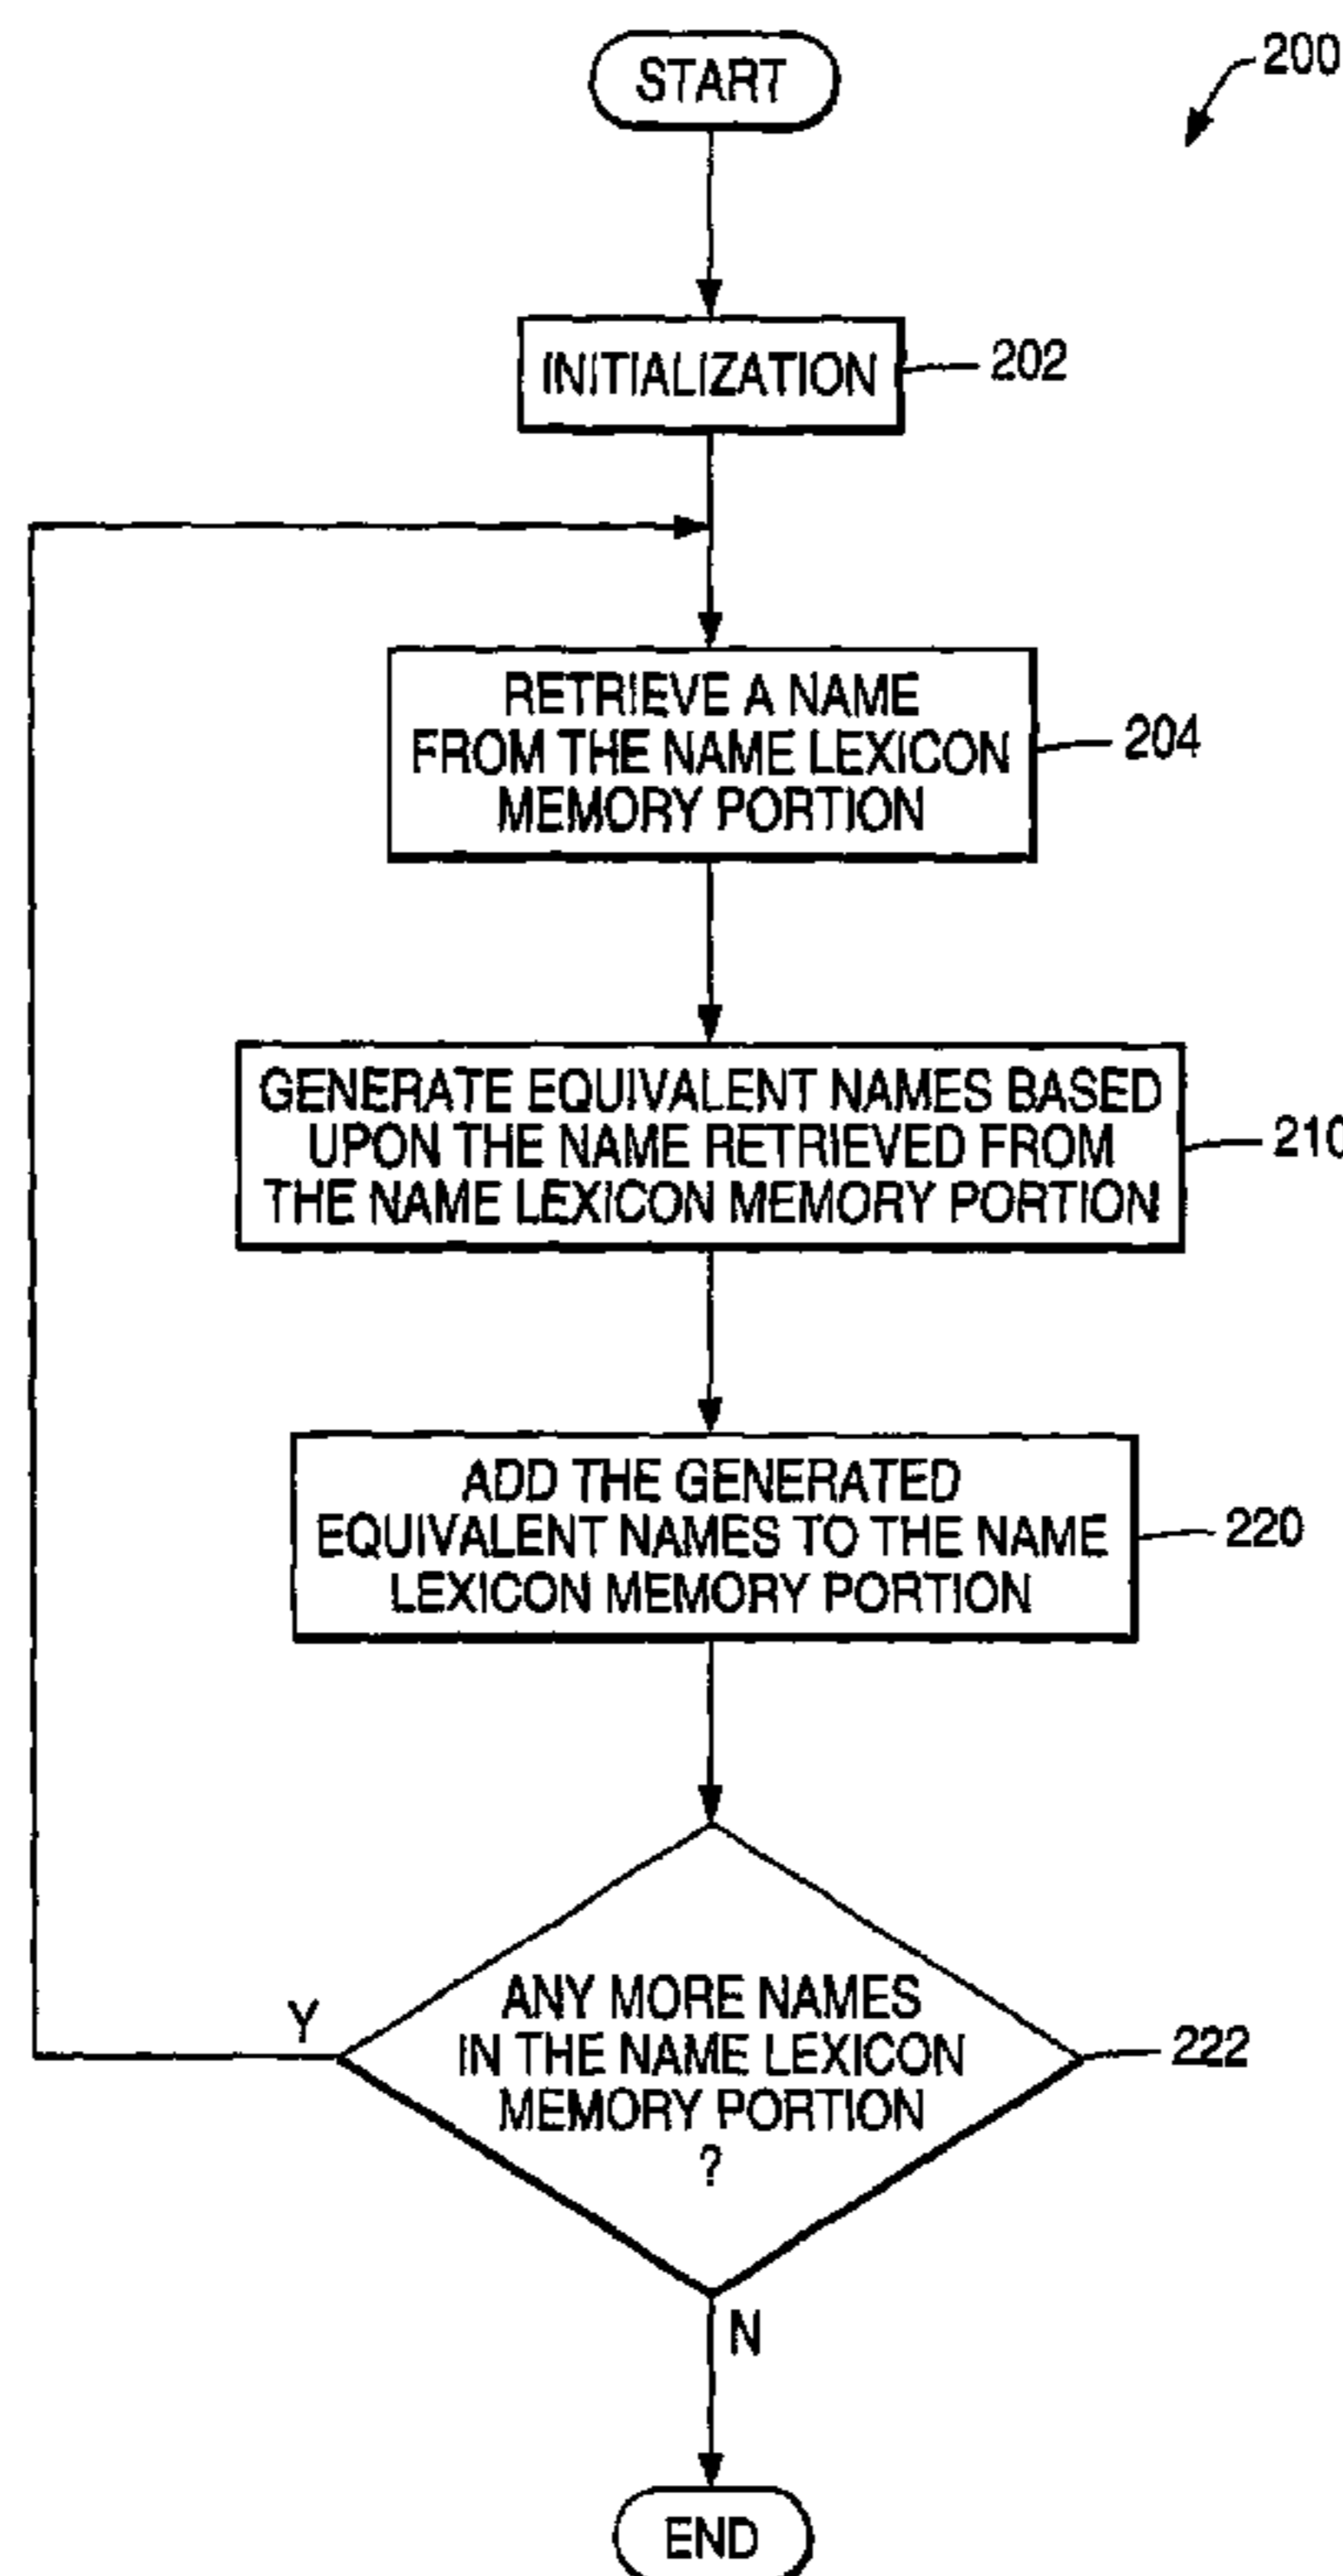 START
200
INITIALIZATION
202
RETRIEVE A NAME
FROM THE NAME LEXICON
MEMORY PORTION
204
GENERATE EQUIVALENT NAMES BASED
UPON THE NAME RETRIEVED FROM
THE NAME LEXICON MEMORY PORTION
210
ADD THE GENERATED
EQUIVALENT NAMES TO THE NAME
LEXICON MEMORY PORTION
220
ANY MORE NAMES
IN THE NAME LEXICON
MEMORY PORTION
?
Y
222
N
END